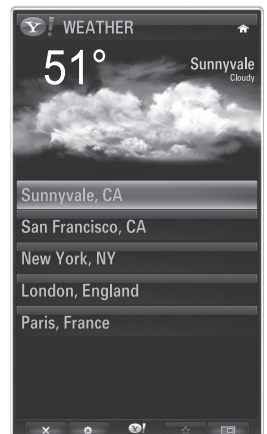 Y! WEATHER
51°
Sunnyvale
Cloudy
Sunnyvale, CA
San Francisco, CA
New York, NY
London, England
Paris, France
Y!